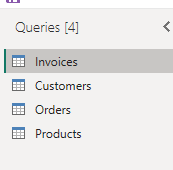 Queries [4]
Invoices
Customers
Orders
Products